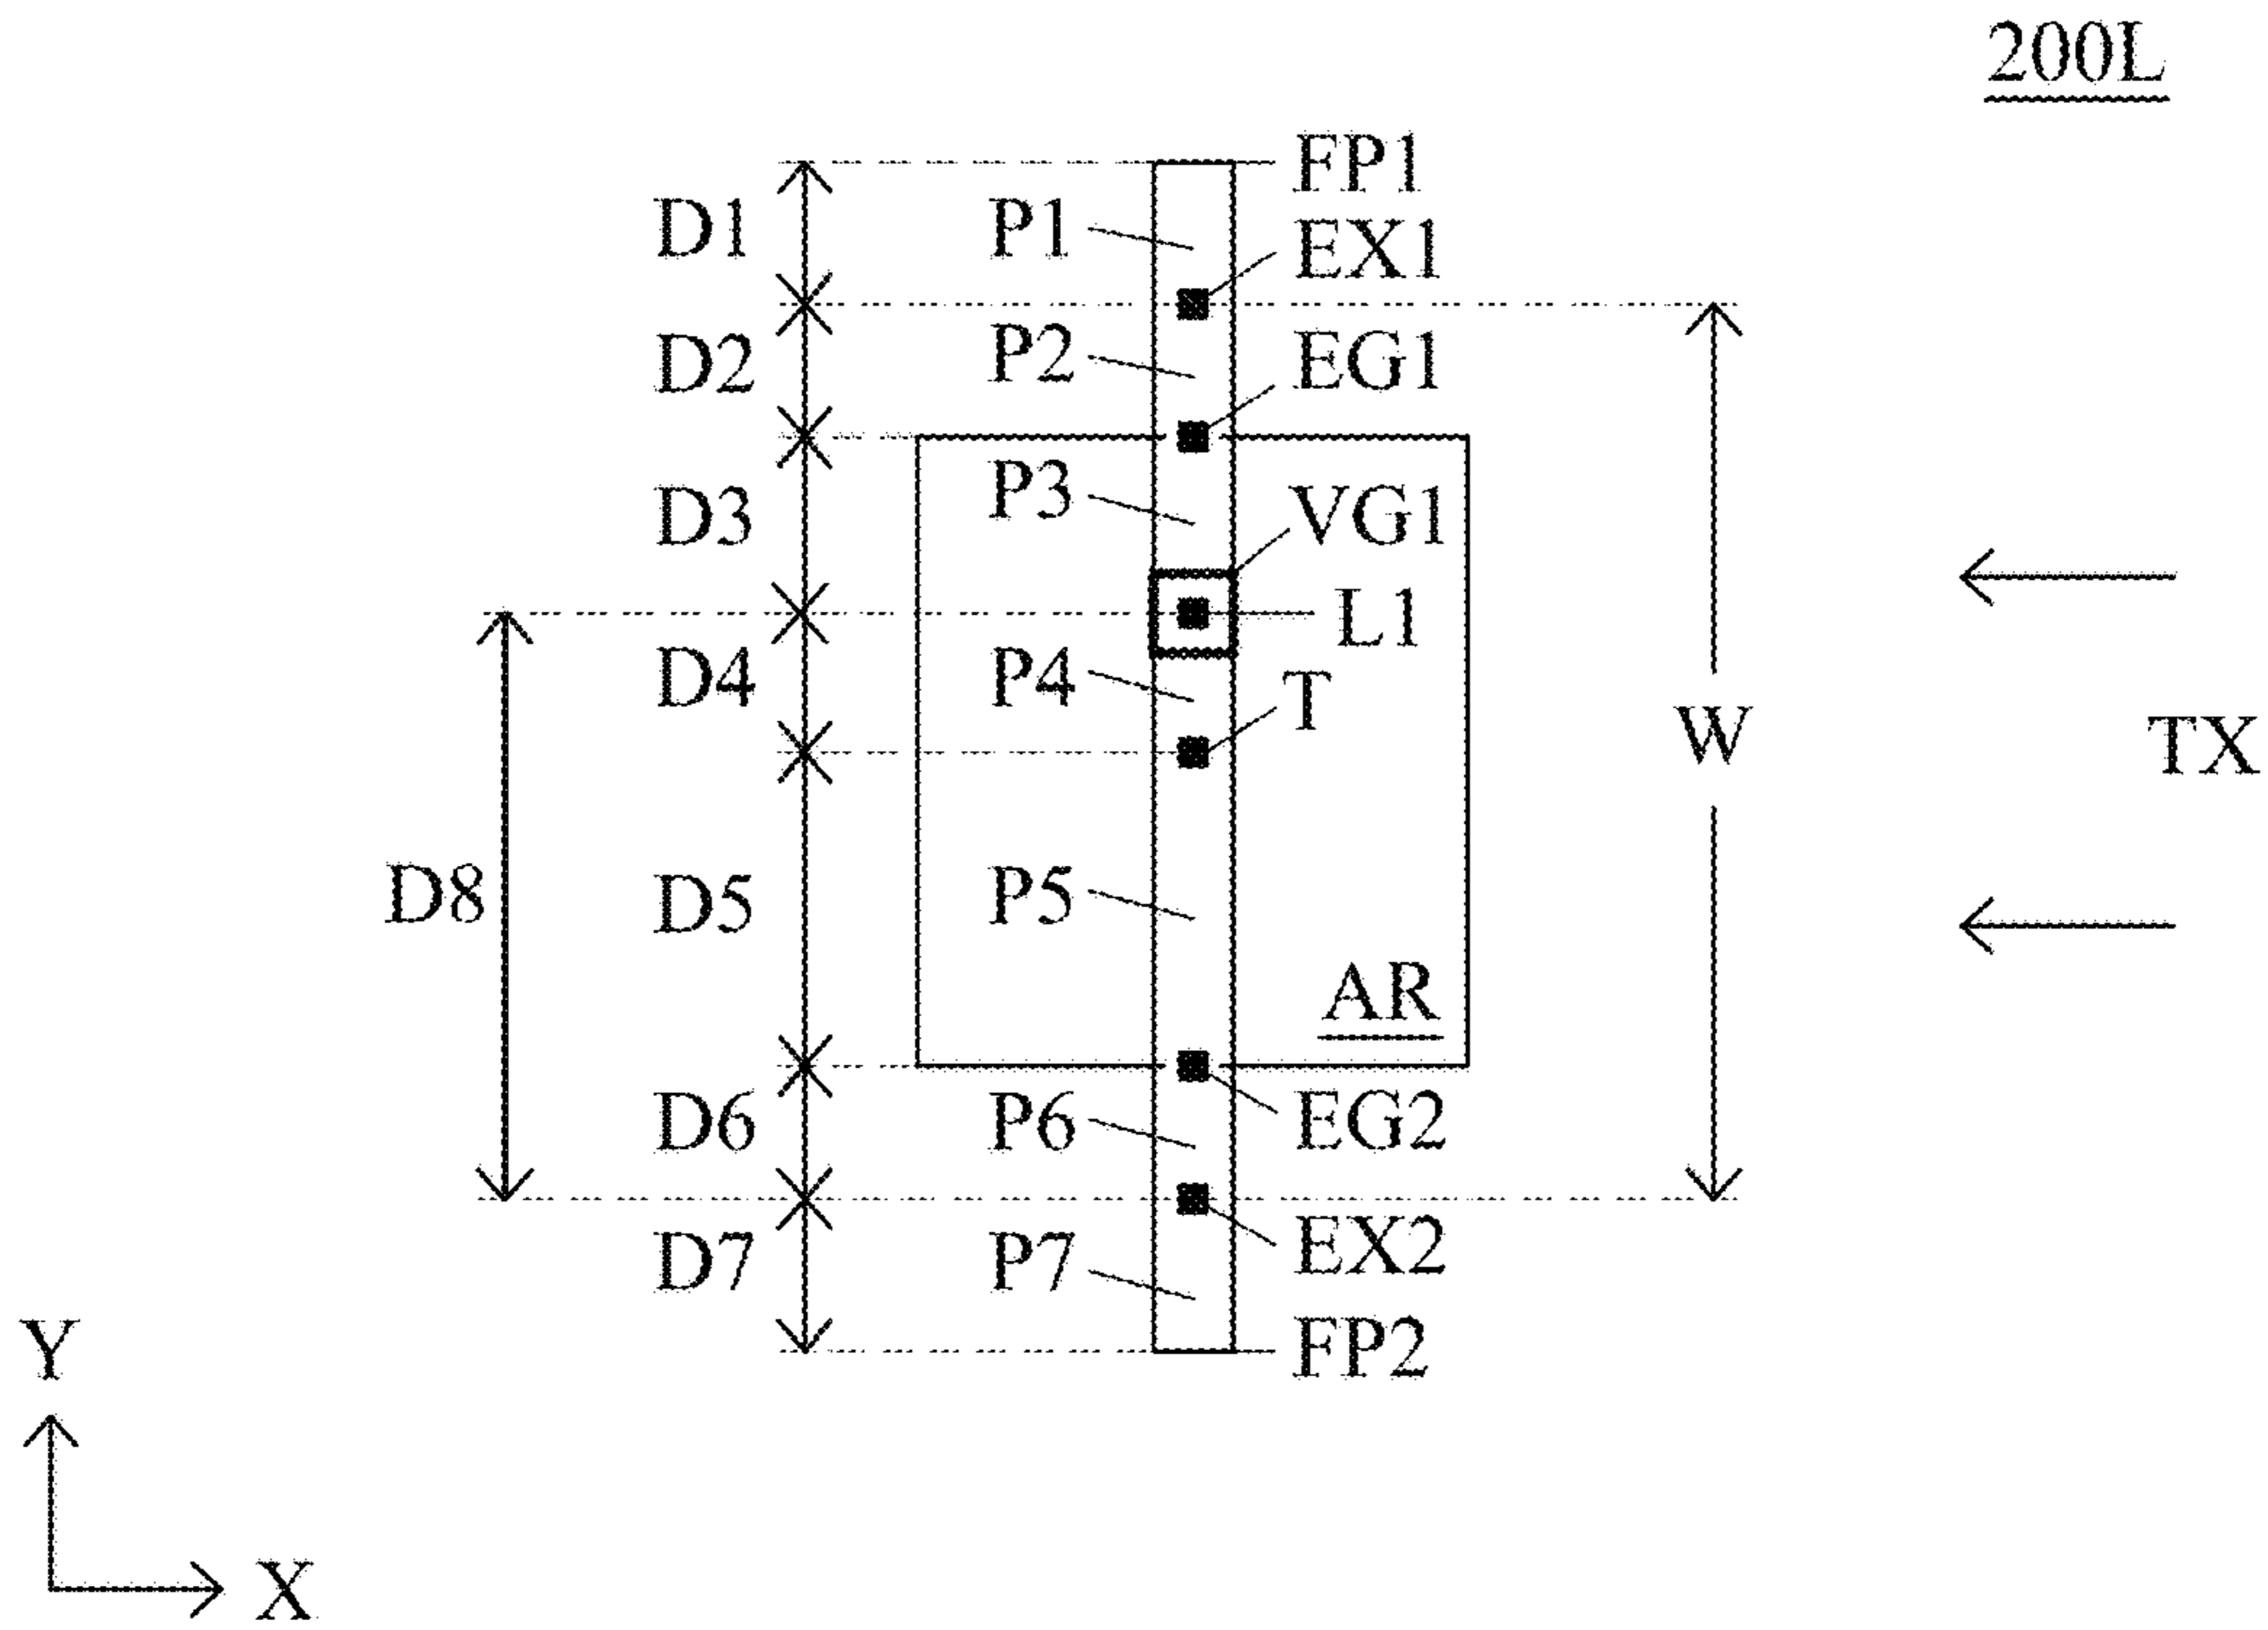 200L
FP1
D1 P1 EX1
D2 P2 EG1
D3 P3 VG1
L1
D4 P4 T
W TX
D8 D5 P5
AR
D6 P6 EG2
D7 P7 EX2
FP2
Y
X